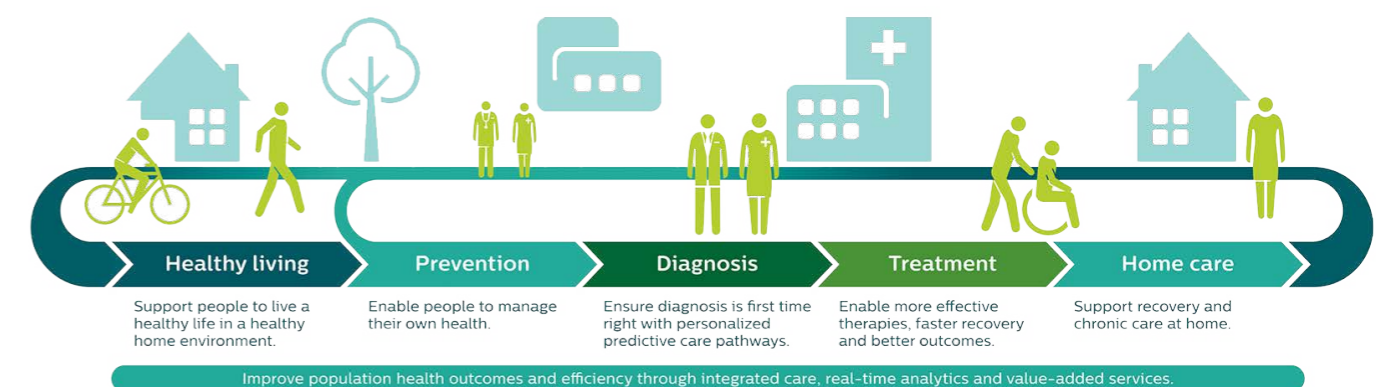 Healthy living
Prevention
Diagnosis
Treatment
Home care
Support people to live a
healthy life in a healthy
home environment.
Enable people to manage
their own health.
Ensure diagnosis is first time
right with personalized
predictive care pathways.
Enable more effective
therapies, faster recovery
and better outcomes.
Support recovery and
chronic care at home.
Improve population health outcomes and efficiency through integrated care, real-time analytics and value-added services.